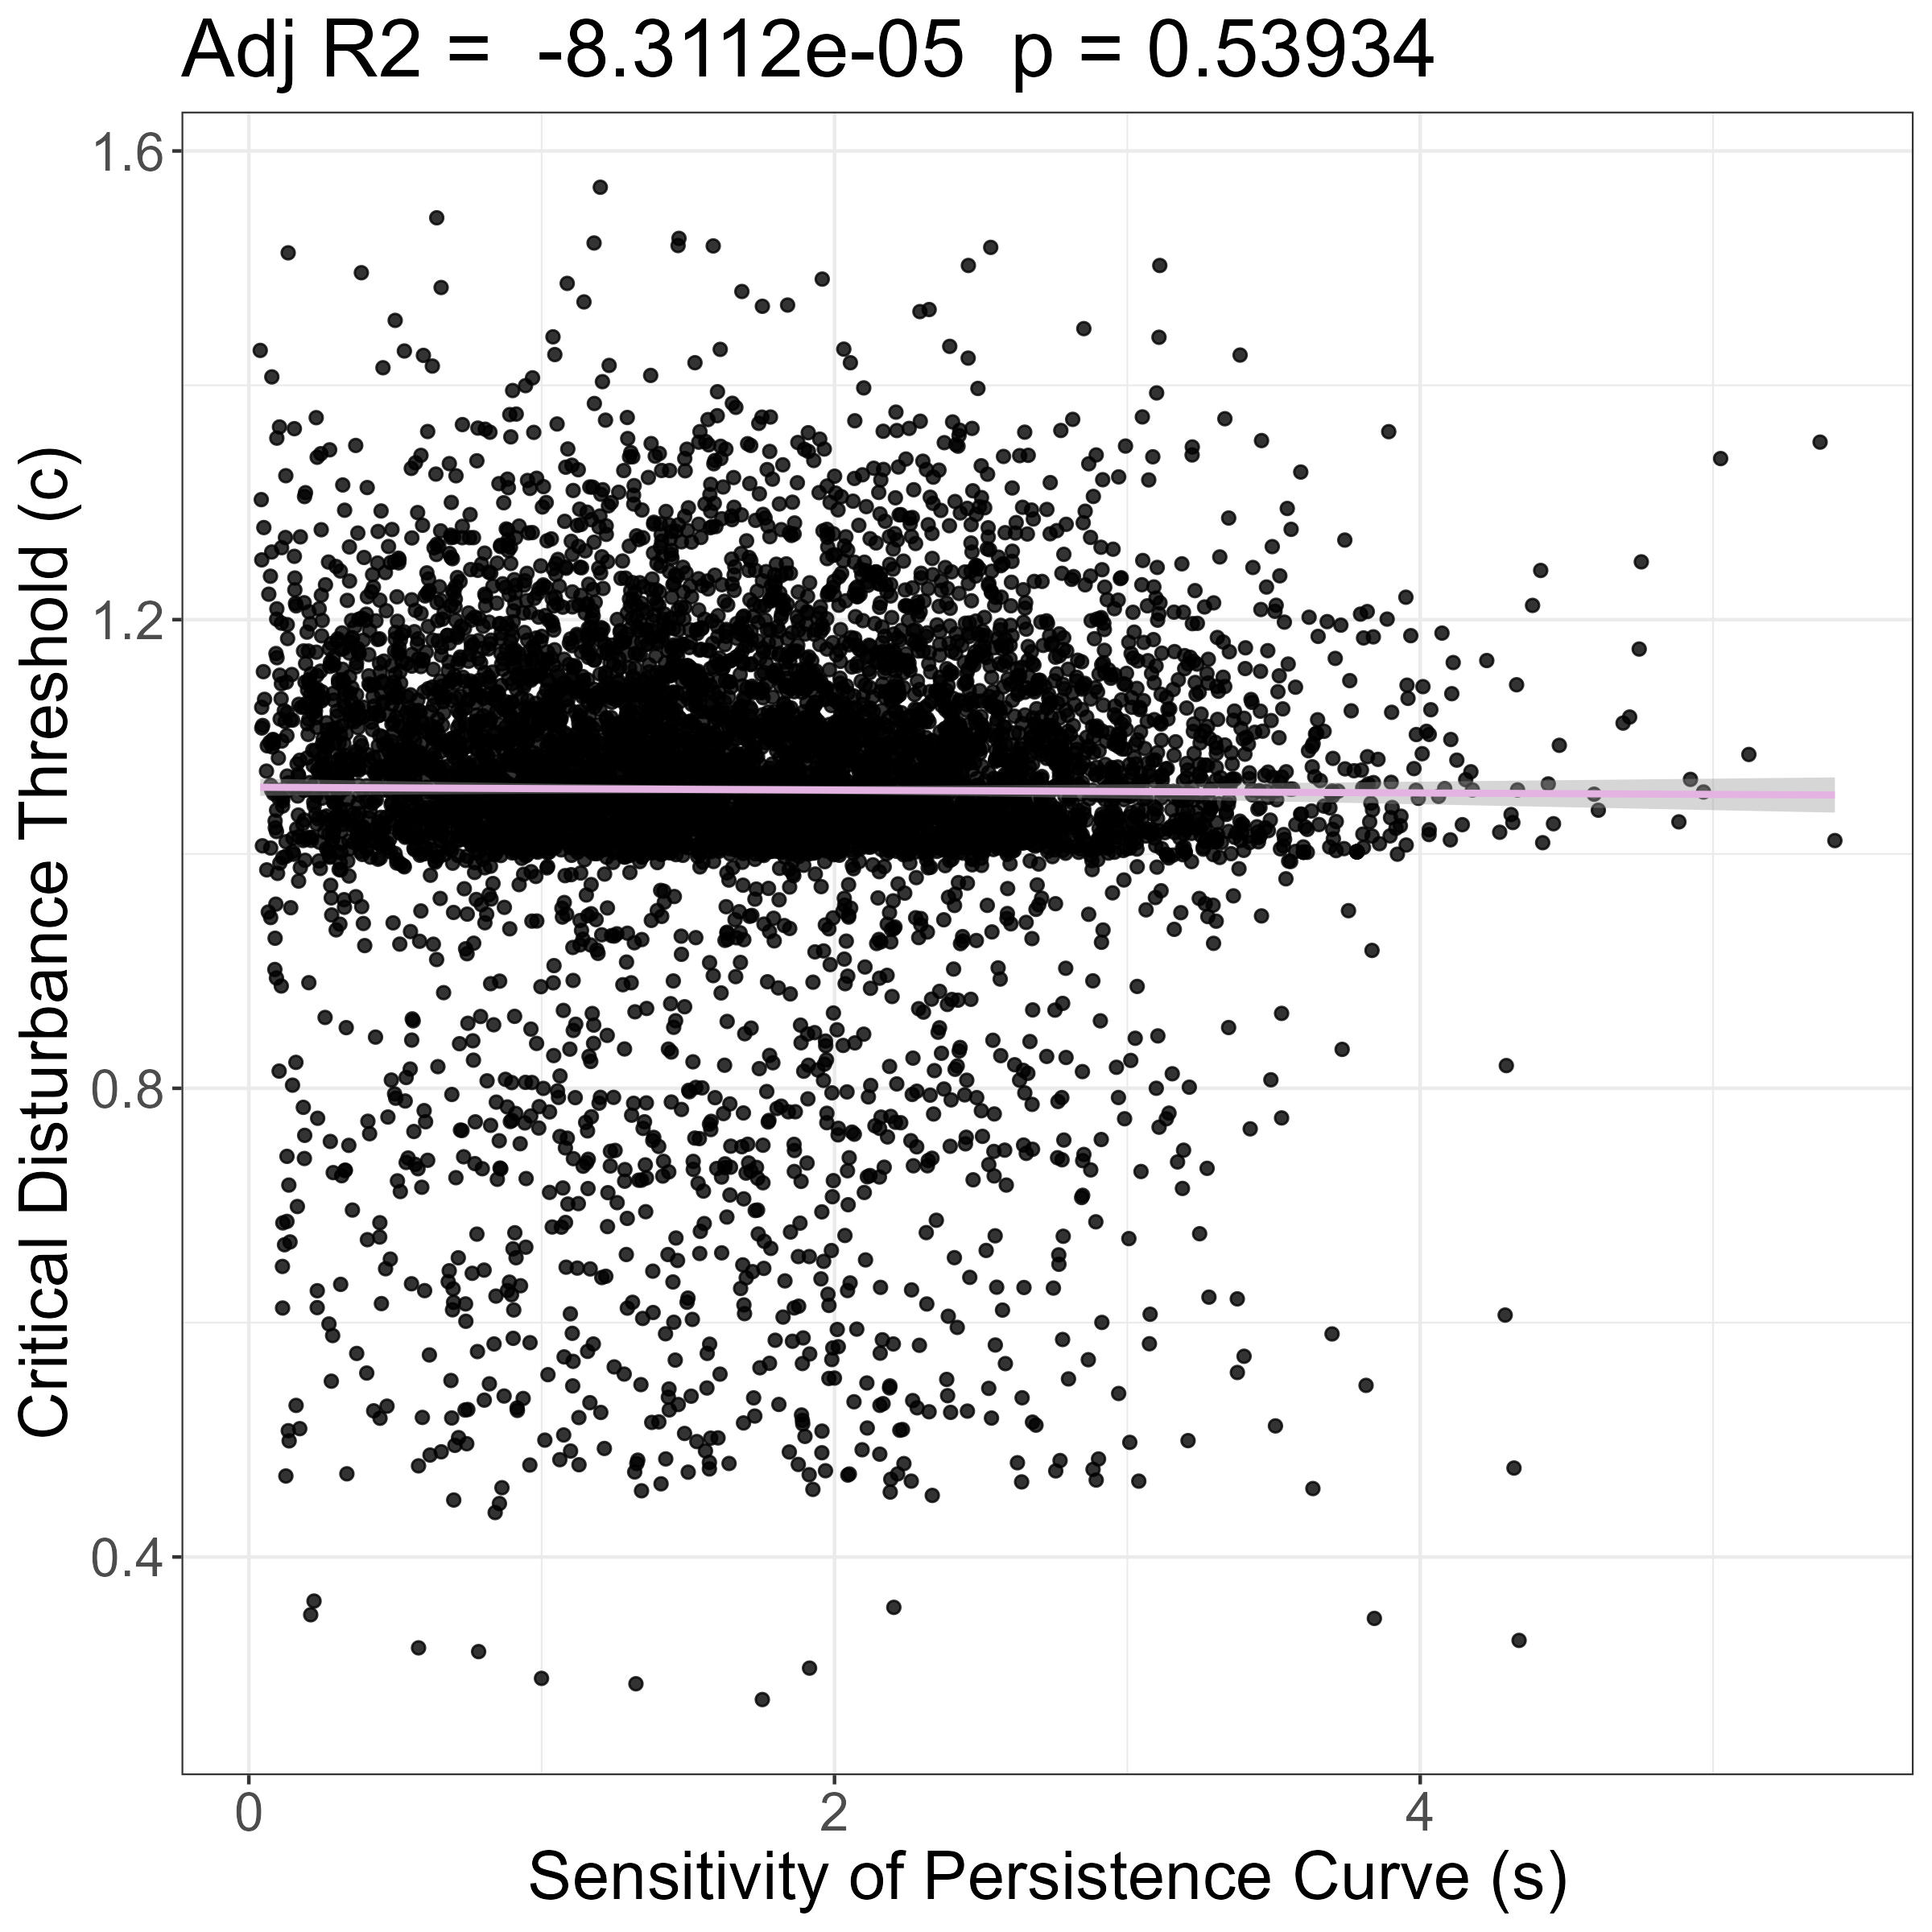 Adj R2 =  -8.3112e-05  p = 0.53934
1.6
1.2
0.8
0.4
Critical Disturbance Threshold (c)
0
2
4
Sensitivity of Persistence Curve (s)